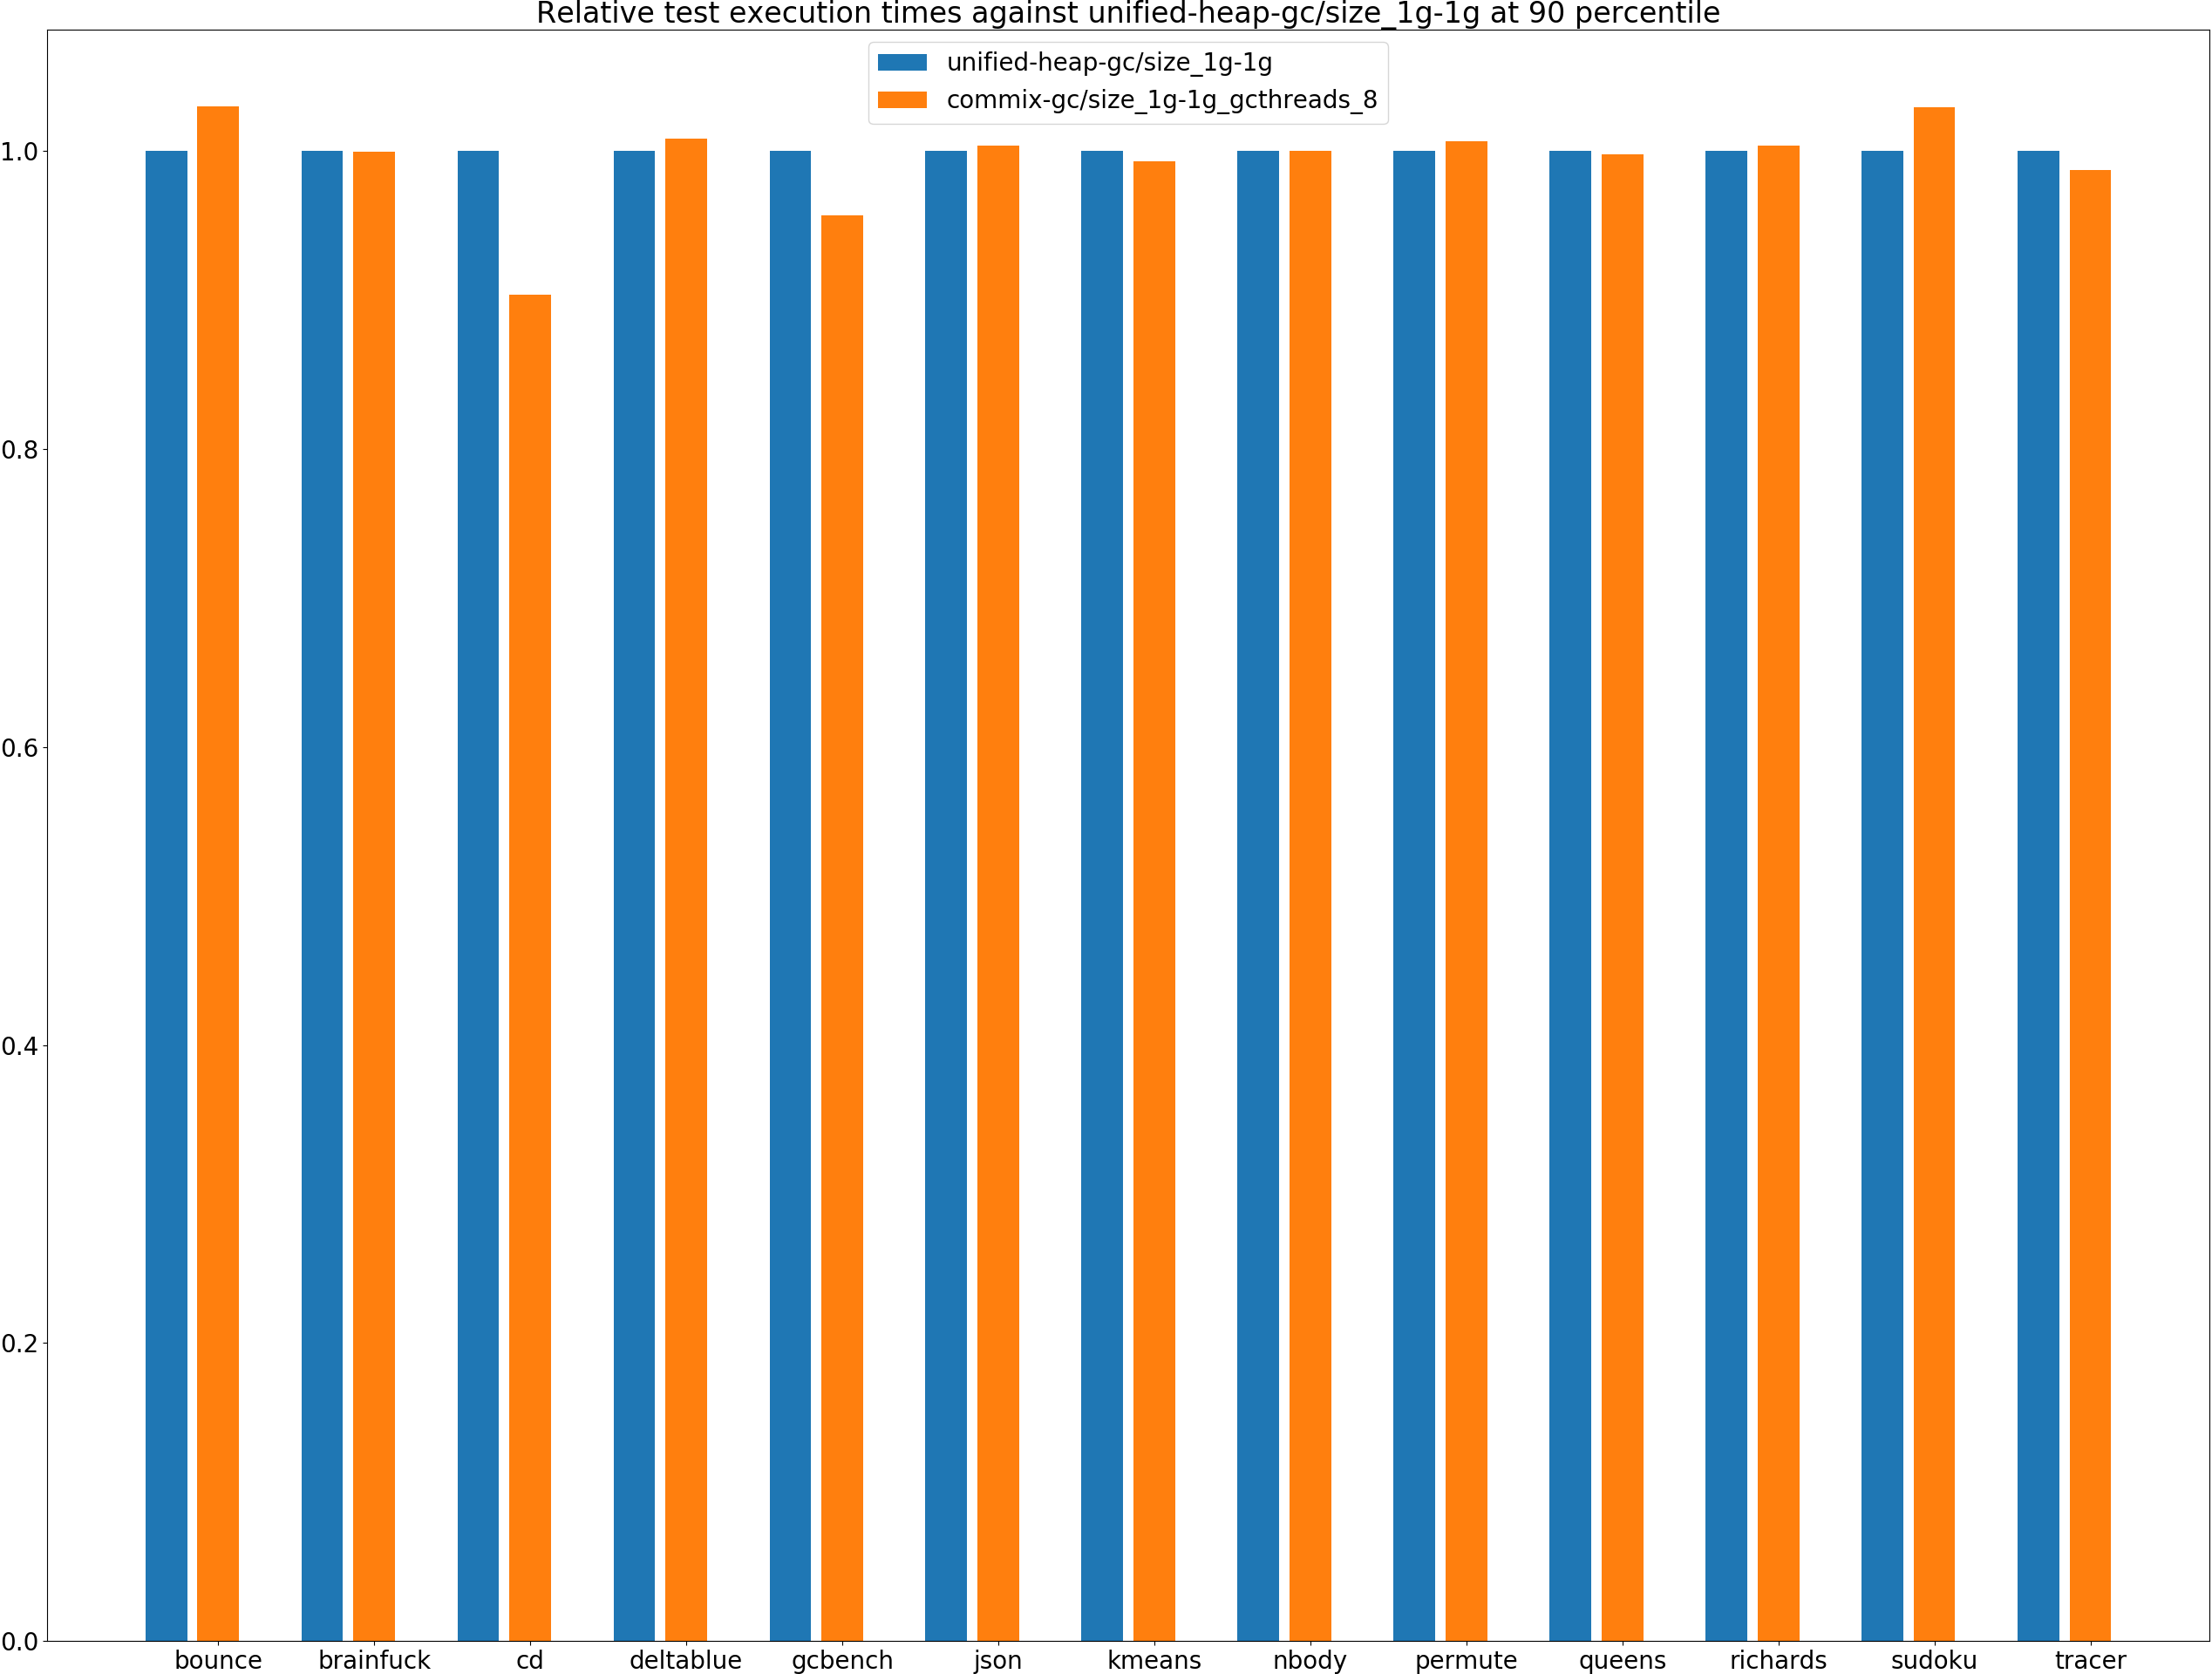 Relative test execution times against unified-heap-gc/size_1g-1g at 90 percentile
unified-heap-gc/size_1g-1g
commix-gc/size_1g-1g_gcthreads_8
1.0
0.8
0.6
0.4
0.2
0.0
bounce brainfuck cd deltablue gcbench json kmeans nbody permute queens richards sudoku tracer